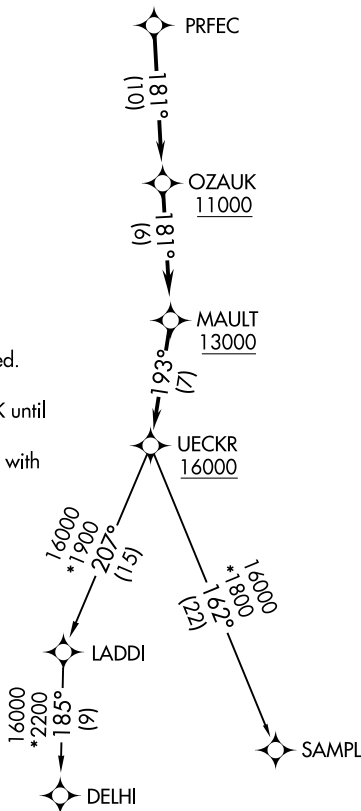 PRFEC
181°
(10)
OZAUK
11000
181°
(9)
MAULT
13000
ed.
193°
(7)
K until
UECKR
16000
with
16000
*1900
207°
(15)
16000
*1800
162°
(22)
LADDI
16000
*2200
185°
(9)
SAMPL
DELHI